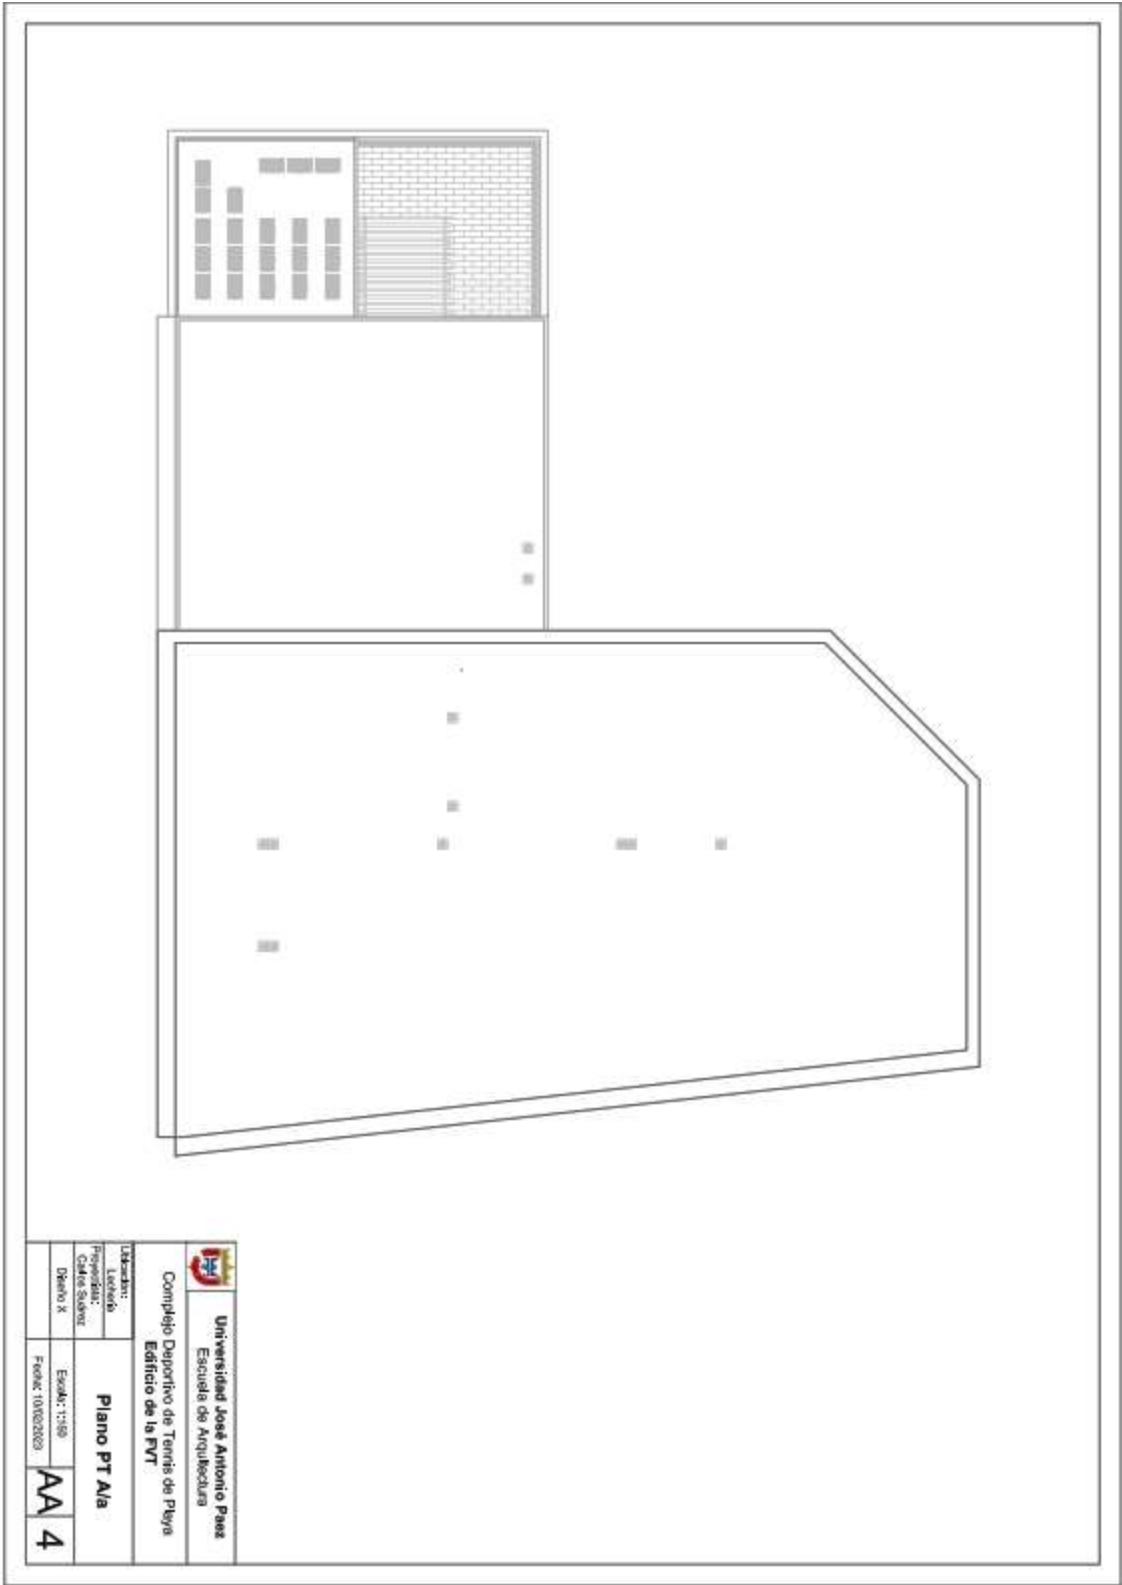 Universidad José Antonio Paez
Escuela de Arquitectura
Complejo Deportivo de Tennis de Playa
Edificio de la FVT
Ubicación:
Lechería
Proyectista:
Carlos Suárez
Diseño X
Plano PT A/a
Escala: 1:150
Fecha: 10/02/2023
AA 4